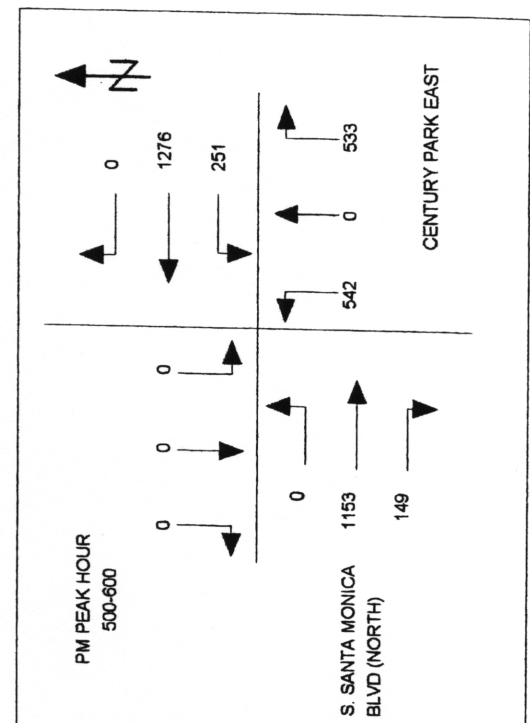 PM PEAK HOUR
500-600
N
0
1276
251
0
0
0
0
1153
149
542
0
533
S. SANTA MONICA
BLVD (NORTH)
CENTURY PARK EAST